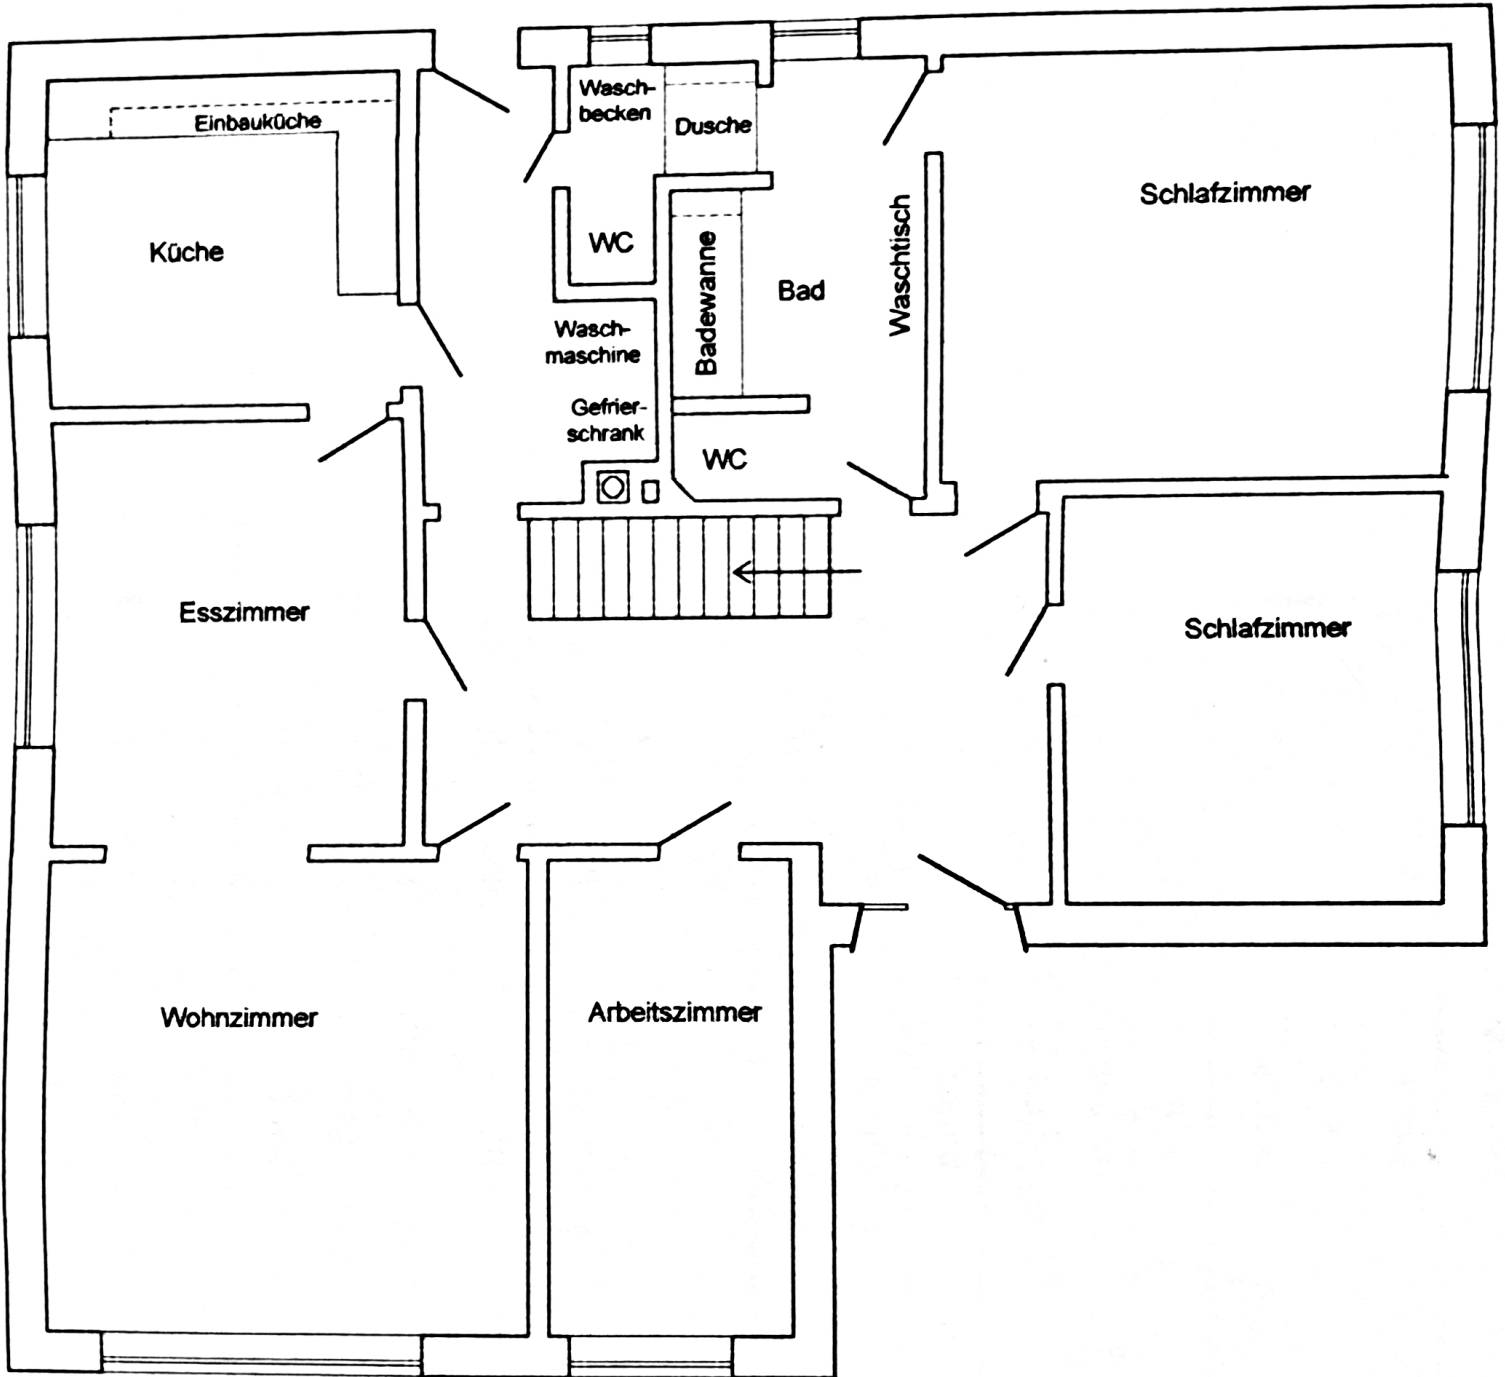 Wasch-
becken
Einbauküche
Dusche
Schlafzimmer
Küche
WC
Badewanne
Bad
Waschtisch
Wasch-
maschine
Gefrier-
schrank
WC
Esszimmer
Schlafzimmer
Wohnzimmer
Arbeitszimmer